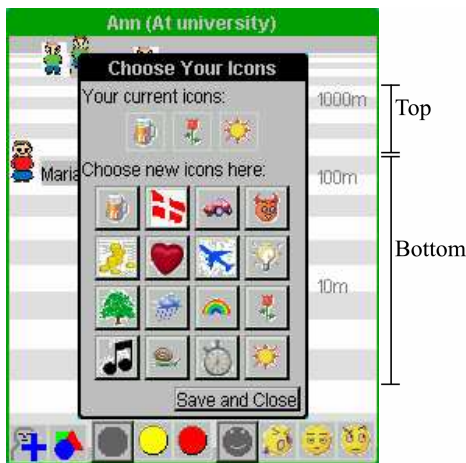 Ann (At university)
Choose Your Icons
Your current icons:
1000m
Top
Choose new icons here:
Maria
100m
Bottom
10m
Save and Close